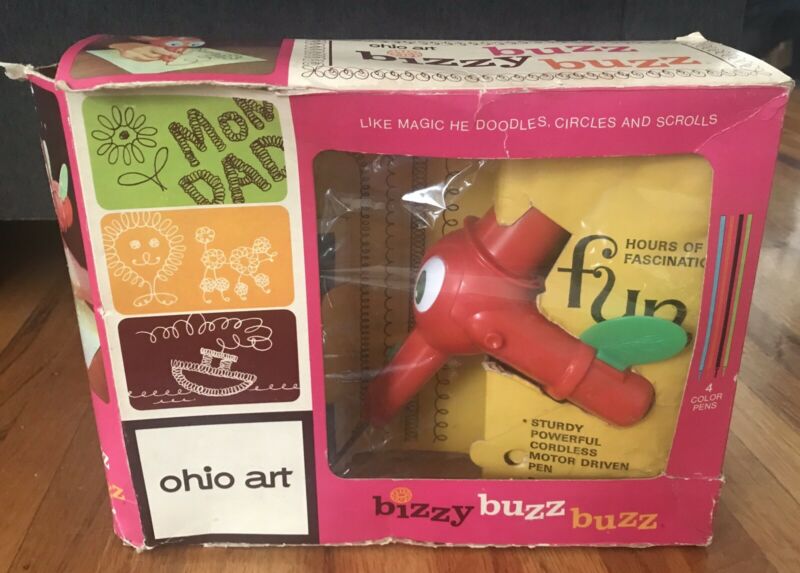 ohio art
buzz
bizzy buzz
LIKE MAGIC HE DOODLES, CIRCLES AND SCROLLS
MOM
DAD
fun
HOURS OF
FASCINATIO
4
COLOR
PENS
• STURDY
POWERFUL
CORDLESS
MOTOR DRIVEN
PEN
ohio art
bizzy buzz buzz
z
z